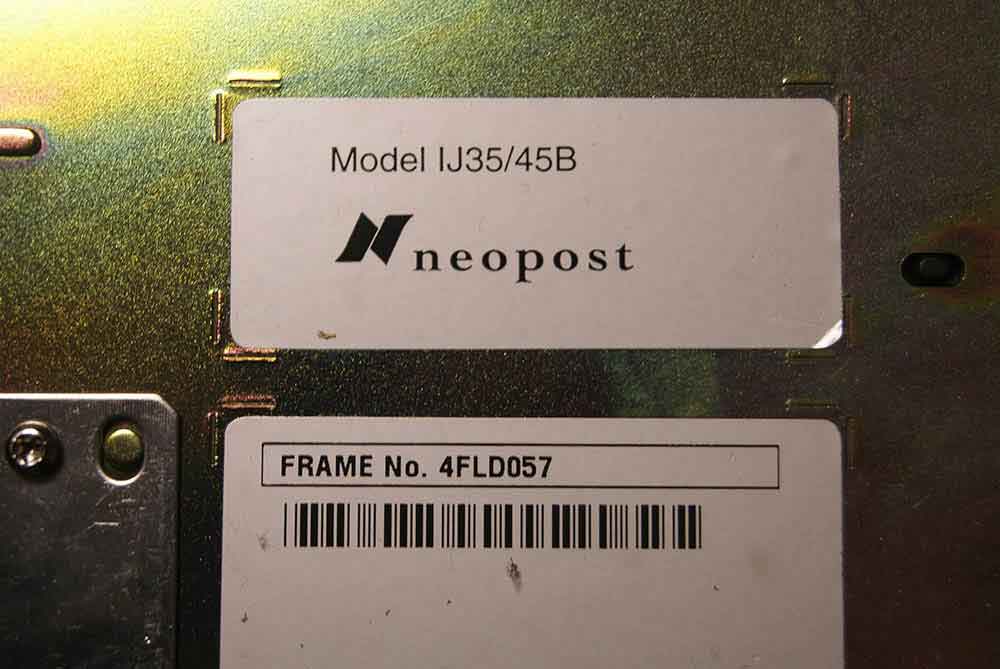 Model IJ35/45B
neopost
FRAME No. 4FLD057